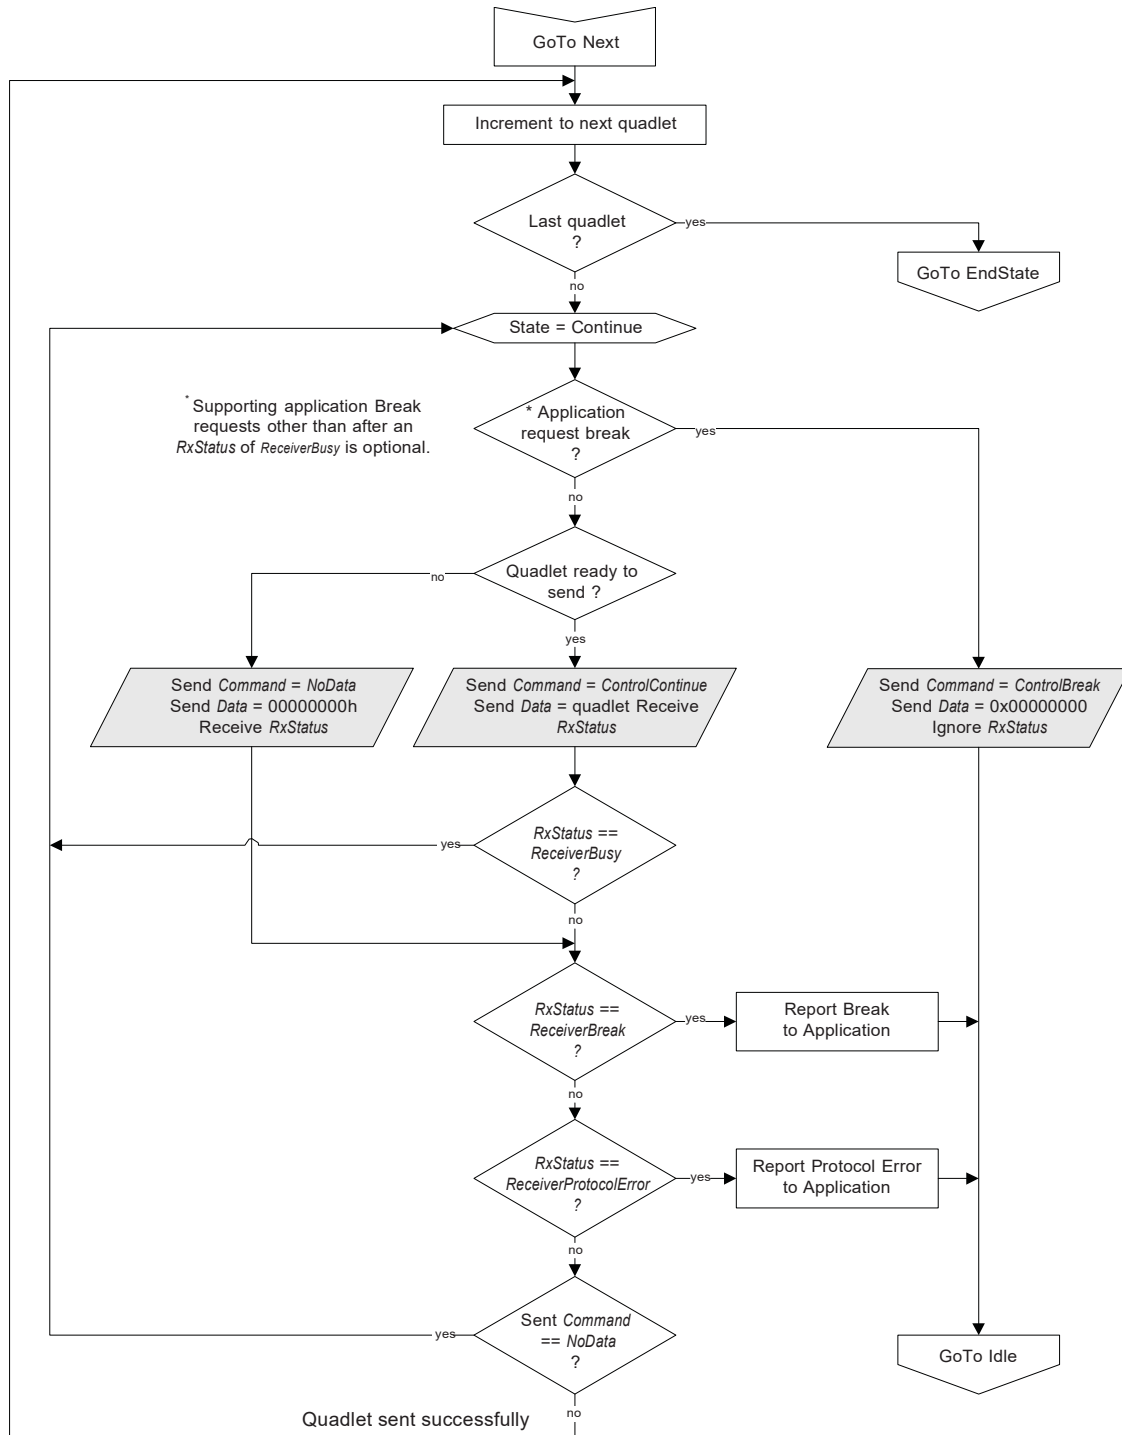 GoTo Next
Increment to next quadlet
Last quadlet
?
yes
GoTo EndState
no
State = Continue
* Supporting application Break
requests other than after an
RxStatus of ReceiverBusy is optional.
* Application
request break
?
yes
no
Quadlet ready to
send ?
no
yes
Send Command = NoData
Send Data = 00000000h
Receive RxStatus
Send Command = ControlContinue
Send Data = quadlet Receive
RxStatus
Send Command = ControlBreak
Send Data = 0x00000000
Ignore RxStatus
RxStatus ==
ReceiverBusy
?
yes
no
RxStatus ==
ReceiverBreak
?
yes
Report Break
to Application
no
RxStatus ==
ReceiverProtocolError
?
yes
Report Protocol Error
to Application
no
Sent Command
== NoData
?
yes
GoTo Idle
no
Quadlet sent successfully